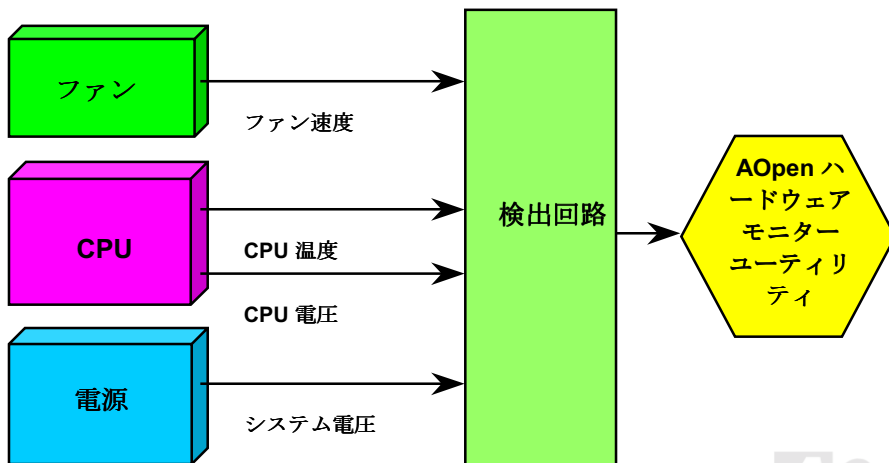 ファン
ファン速度
CPU
CPU 温度
CPU 電圧
電源
システム電圧
検出回路
AOpen ハ
ードウェア
モニター
ユーティリ
ティ